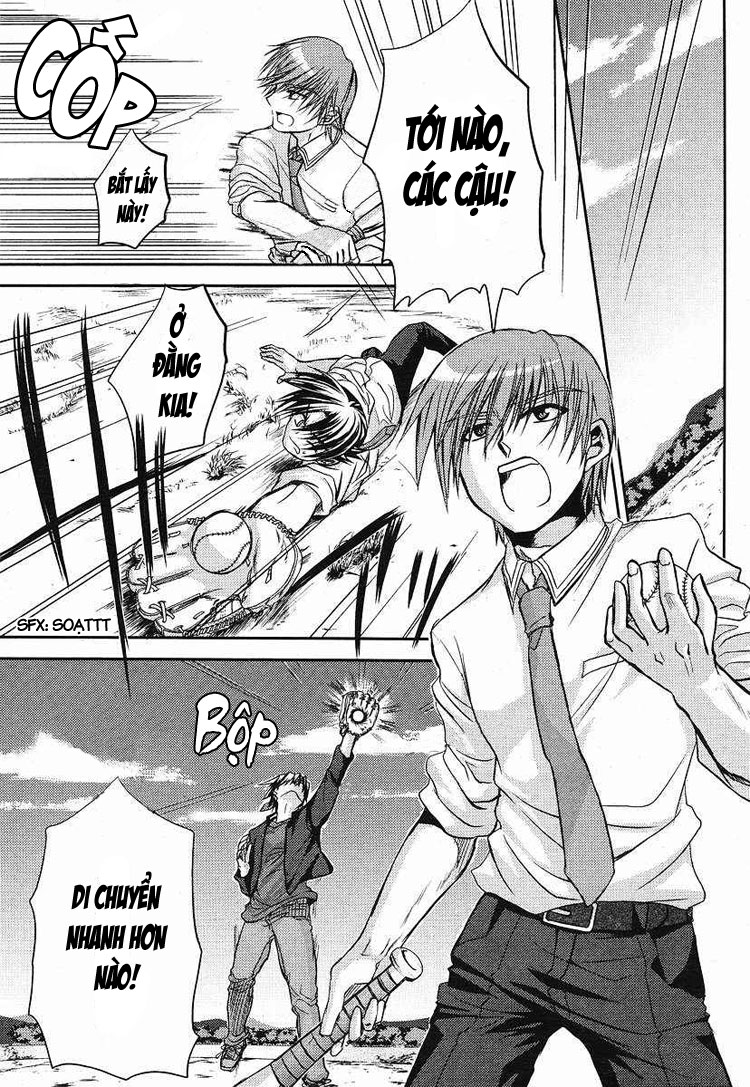 TỚI NÀO,
CÁC CẬU!
CỐP
BẮT LẤY
NÀY!
Ở
ĐẰNG
KIA!
SFX: SOẠTTT
BỘP
DI CHUYỂN
NHANH HƠN
NÀO!